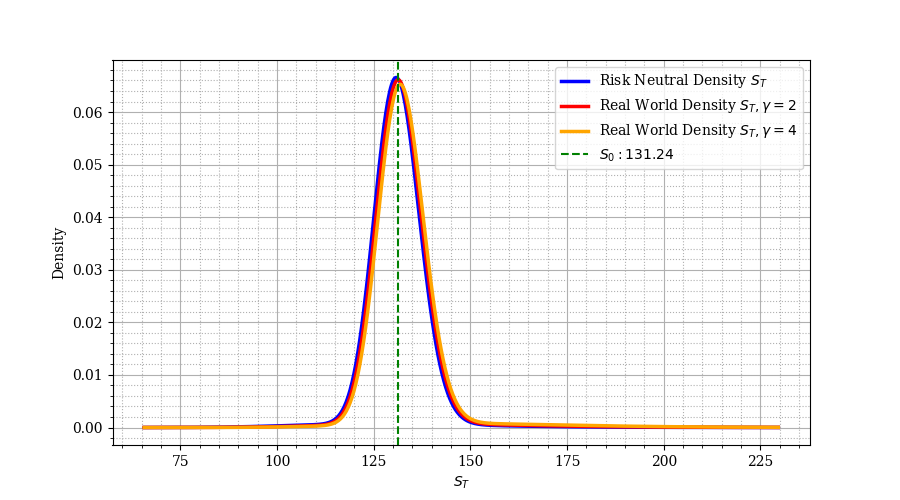 Risk Neutral Density S_T
Real World Density S_T, γ = 2
Real World Density S_T, γ = 4
S_0 : 131.24
Density
0.06
0.05
0.04
0.03
0.02
0.01
0.00
75 100 125 150 175 200 225
S_T